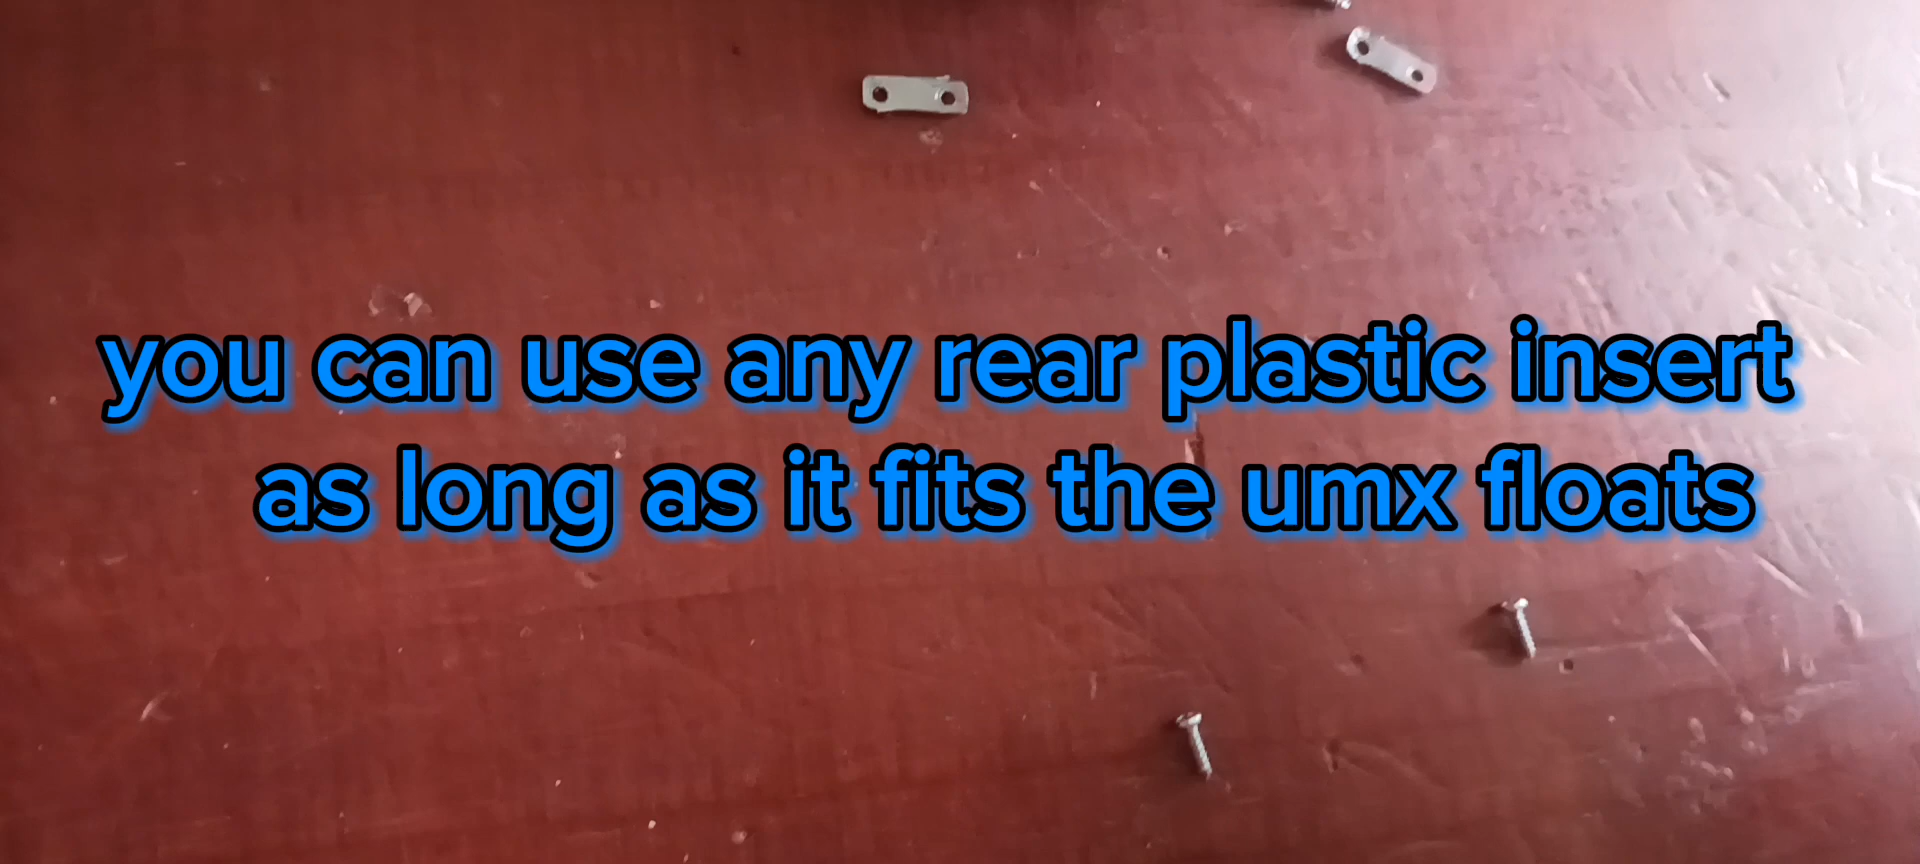 you can use any rear plastic insert
as long as it fits the umx floats